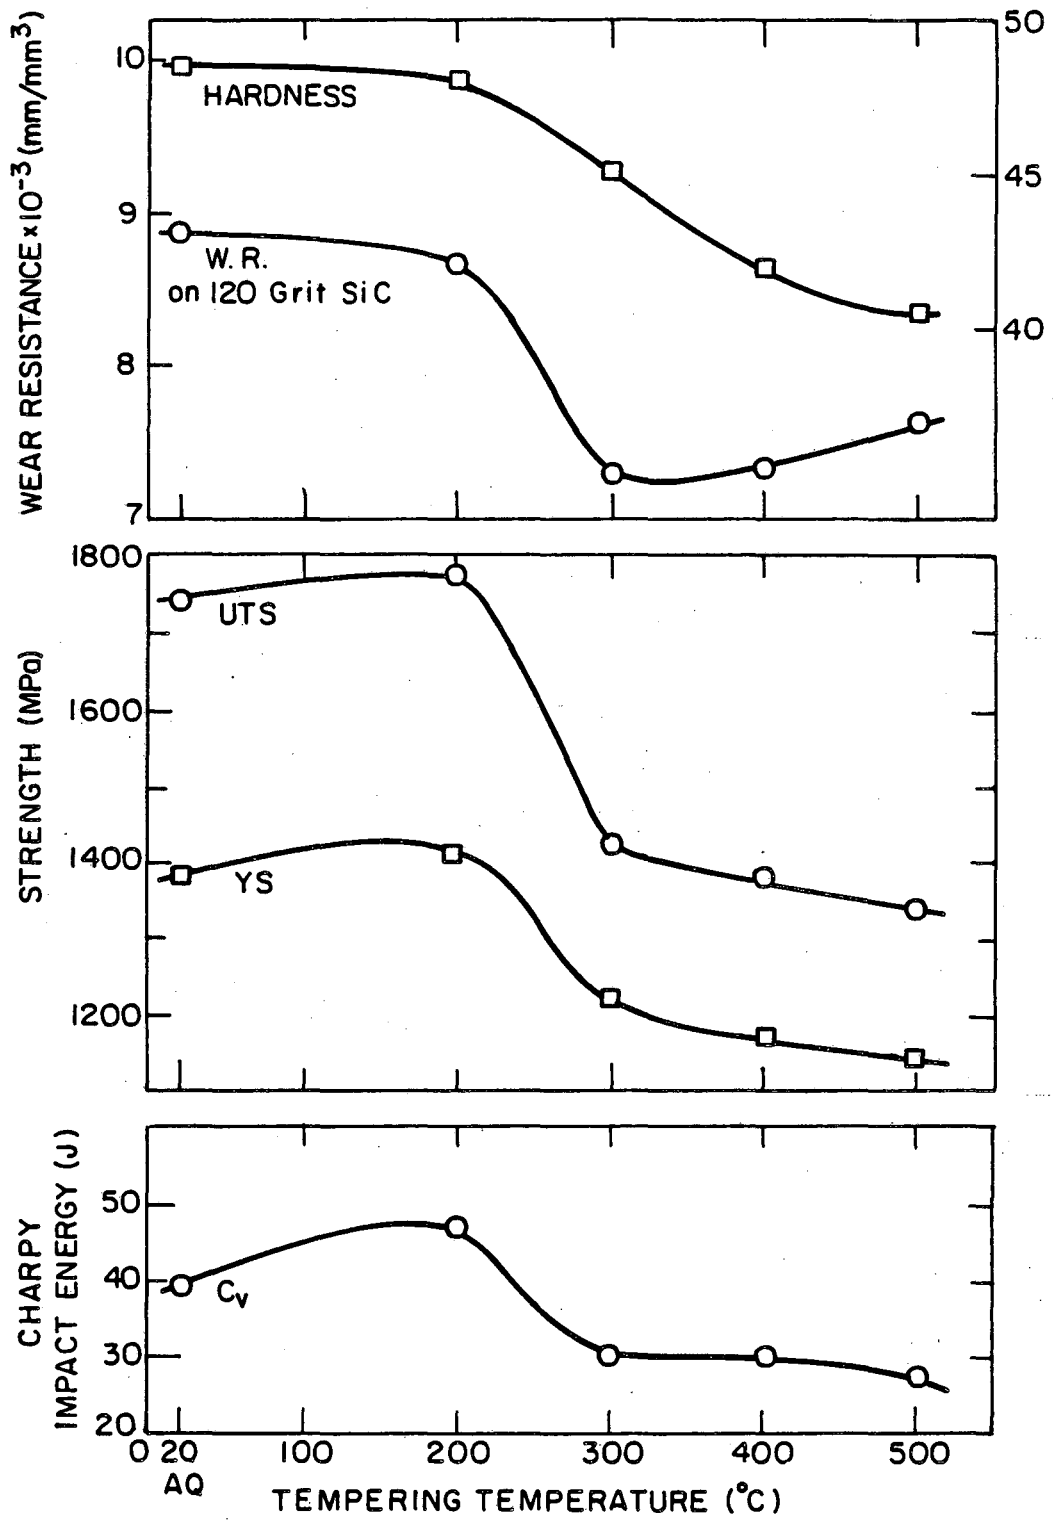 WEAR RESISTANCE x 10⁻³ (mm/mm³)
10
9
8
7
50
45
40
HARDNESS
W. R.
on 120 Grit SiC
STRENGTH (MPa)
1800
1600
1400
1200
UTS
YS
CHARPY
IMPACT ENERGY (J)
50
40
30
20
Cv
0 20 100 200 300 400 500
AQ
TEMPERING TEMPERATURE (°C)